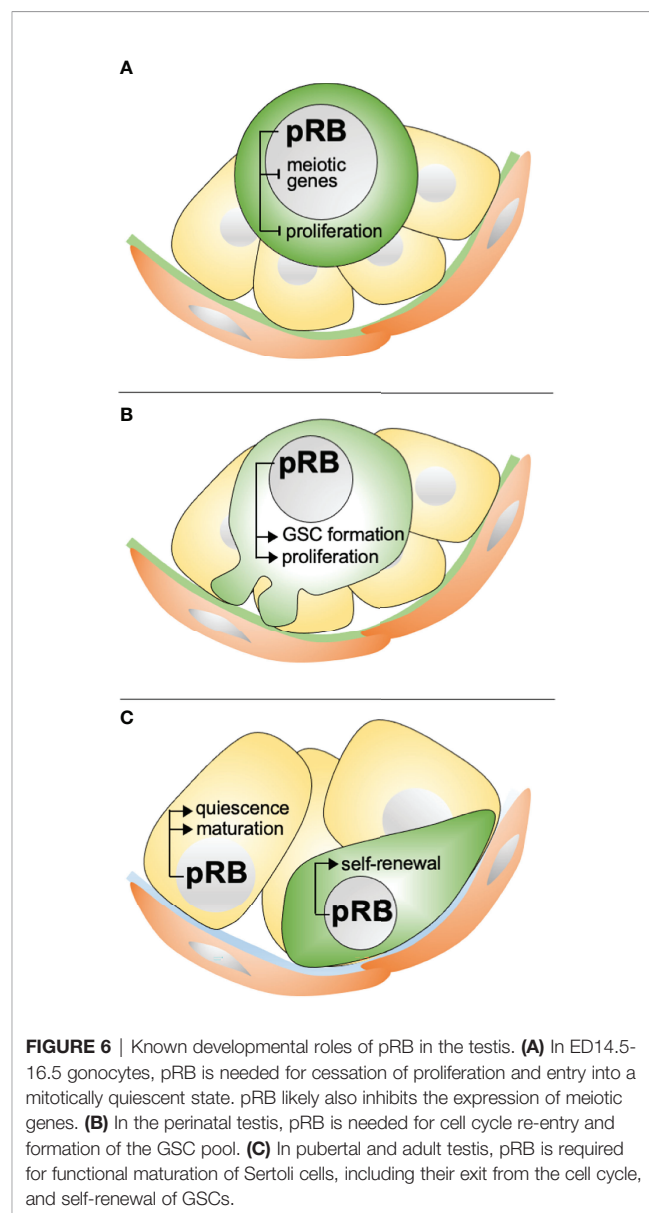 A
pRB
meiotic
genes
proliferation
B
pRB
GSC formation
proliferation
C
quiescence
maturation
pRB
self-renewal
pRB
FIGURE 6 | Known developmental roles of pRB in the testis. (A) In ED14.5-
16.5 gonocytes, pRB is needed for cessation of proliferation and entry into a
mitotically quiescent state. pRB likely also inhibits the expression of meiotic
genes. (B) In the perinatal testis, pRB is needed for cell cycle re-entry and
formation of the GSC pool. (C) In pubertal and adult testis, pRB is required
for functional maturation of Sertoli cells, including their exit from the cell cycle,
and self-renewal of GSCs.